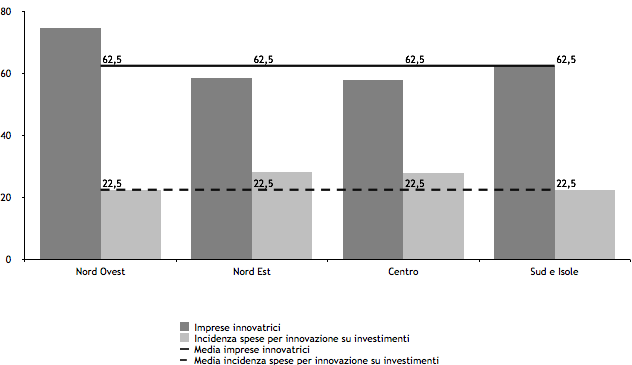 80
62,5 62,5 62,5 62,5
60
40
22,5 22,5 22,5 22,5
20
0
Nord Ovest Nord Est Centro Sud e Isole
Imprese innovatrici
Incidenza spese per innovazione su investimenti
Media imprese innovatrici
Media incidenza spese per innovazione su investimenti